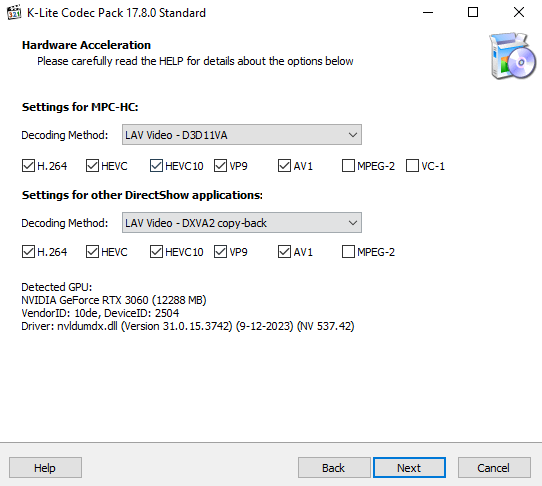 K-Lite Codec Pack 17.8.0 Standard
Hardware Acceleration
Please carefully read the HELP for details about the options below
Settings for MPC-HC:
Decoding Method: LAV Video - D3D11VA
H.264 HEVC HEVC10 VP9 AV1 MPEG-2 VC-1
Settings for other DirectShow applications:
Decoding Method: LAV Video - DXVA2 copy-back
H.264 HEVC HEVC10 VP9 AV1 MPEG-2
Detected GPU:
NVIDIA GeForce RTX 3060 (12288 MB)
VendorID: 10de, DeviceID: 2504
Driver: nvldumdx.dll (Version 31.0.15.3742) (9-12-2023) (NV 537.42)
Help Back Next Cancel